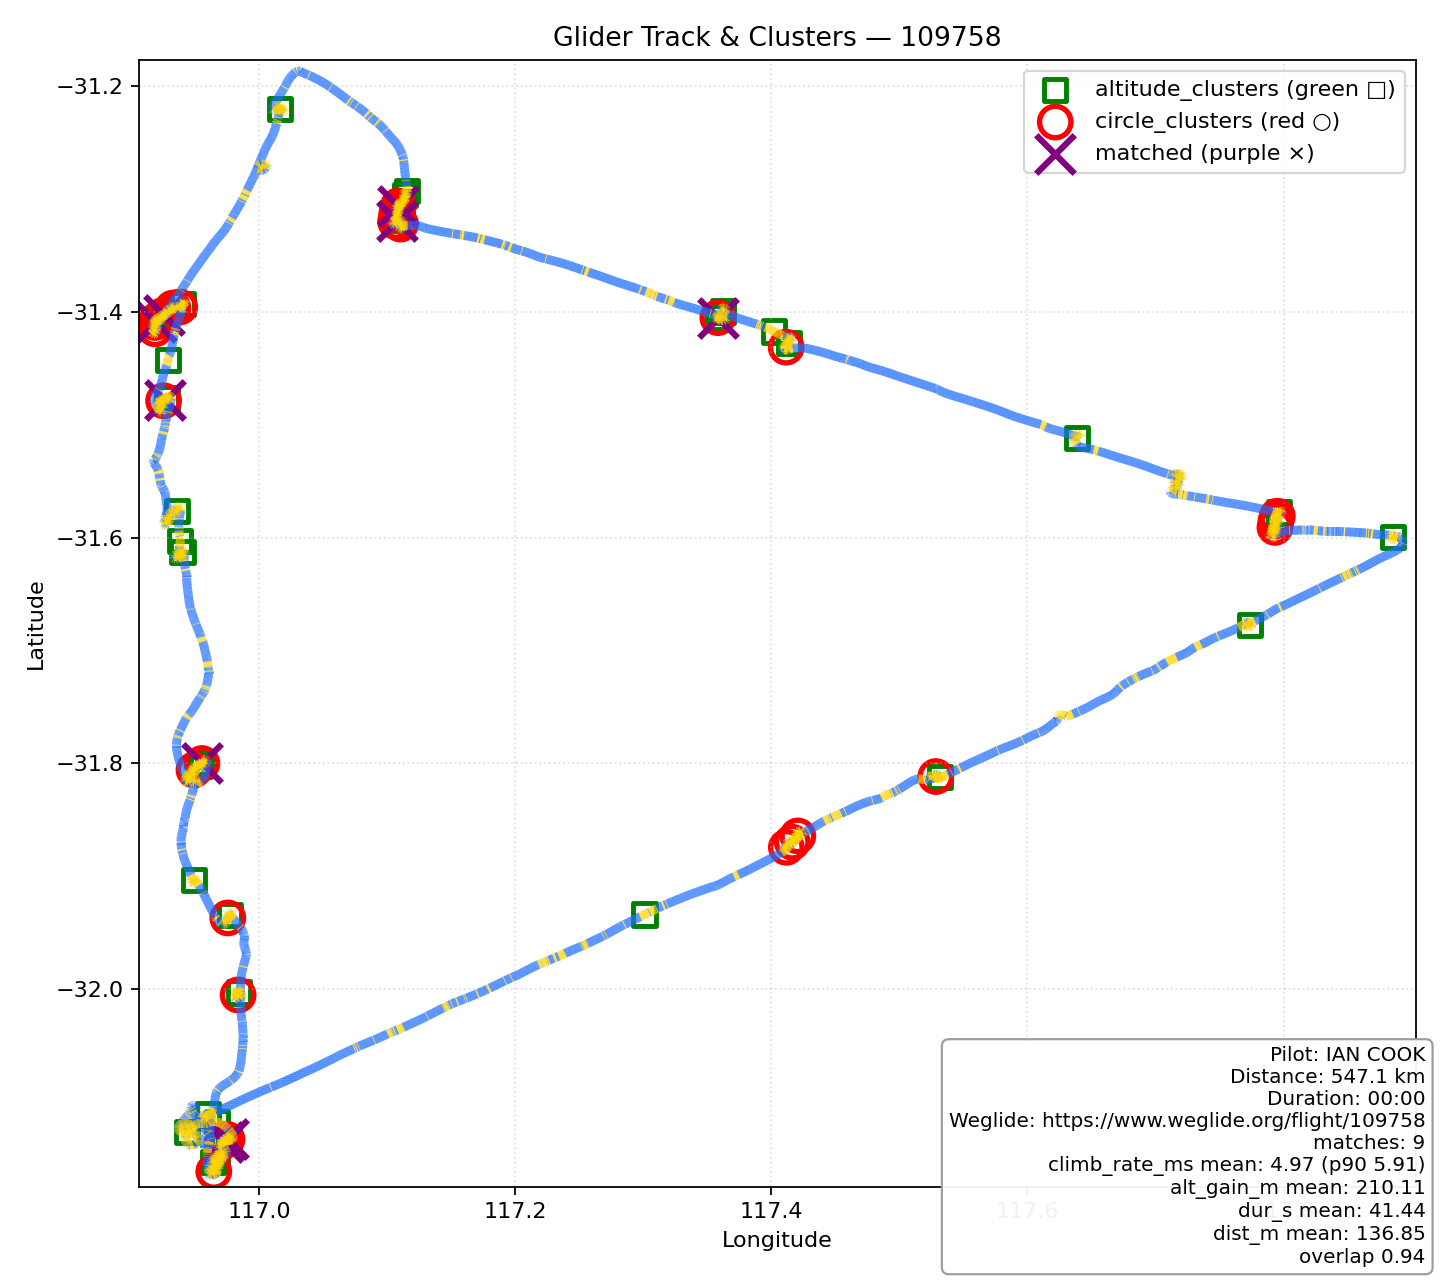 Glider Track & Clusters — 109758
altitude_clusters (green □)
circle_clusters (red ○)
matched (purple ×)
Latitude
−31.2
−31.4
−31.6
−31.8
−32.0
117.0
117.2
117.4
117.6
Longitude
Pilot: IAN COOK
Distance: 547.1 km
Duration: 00:00
Weglide: https://www.weglide.org/flight/109758
matches: 9
climb_rate_ms mean: 4.97 (p90 5.91)
alt_gain_m mean: 210.11
dur_s mean: 41.44
dist_m mean: 136.85
overlap 0.94